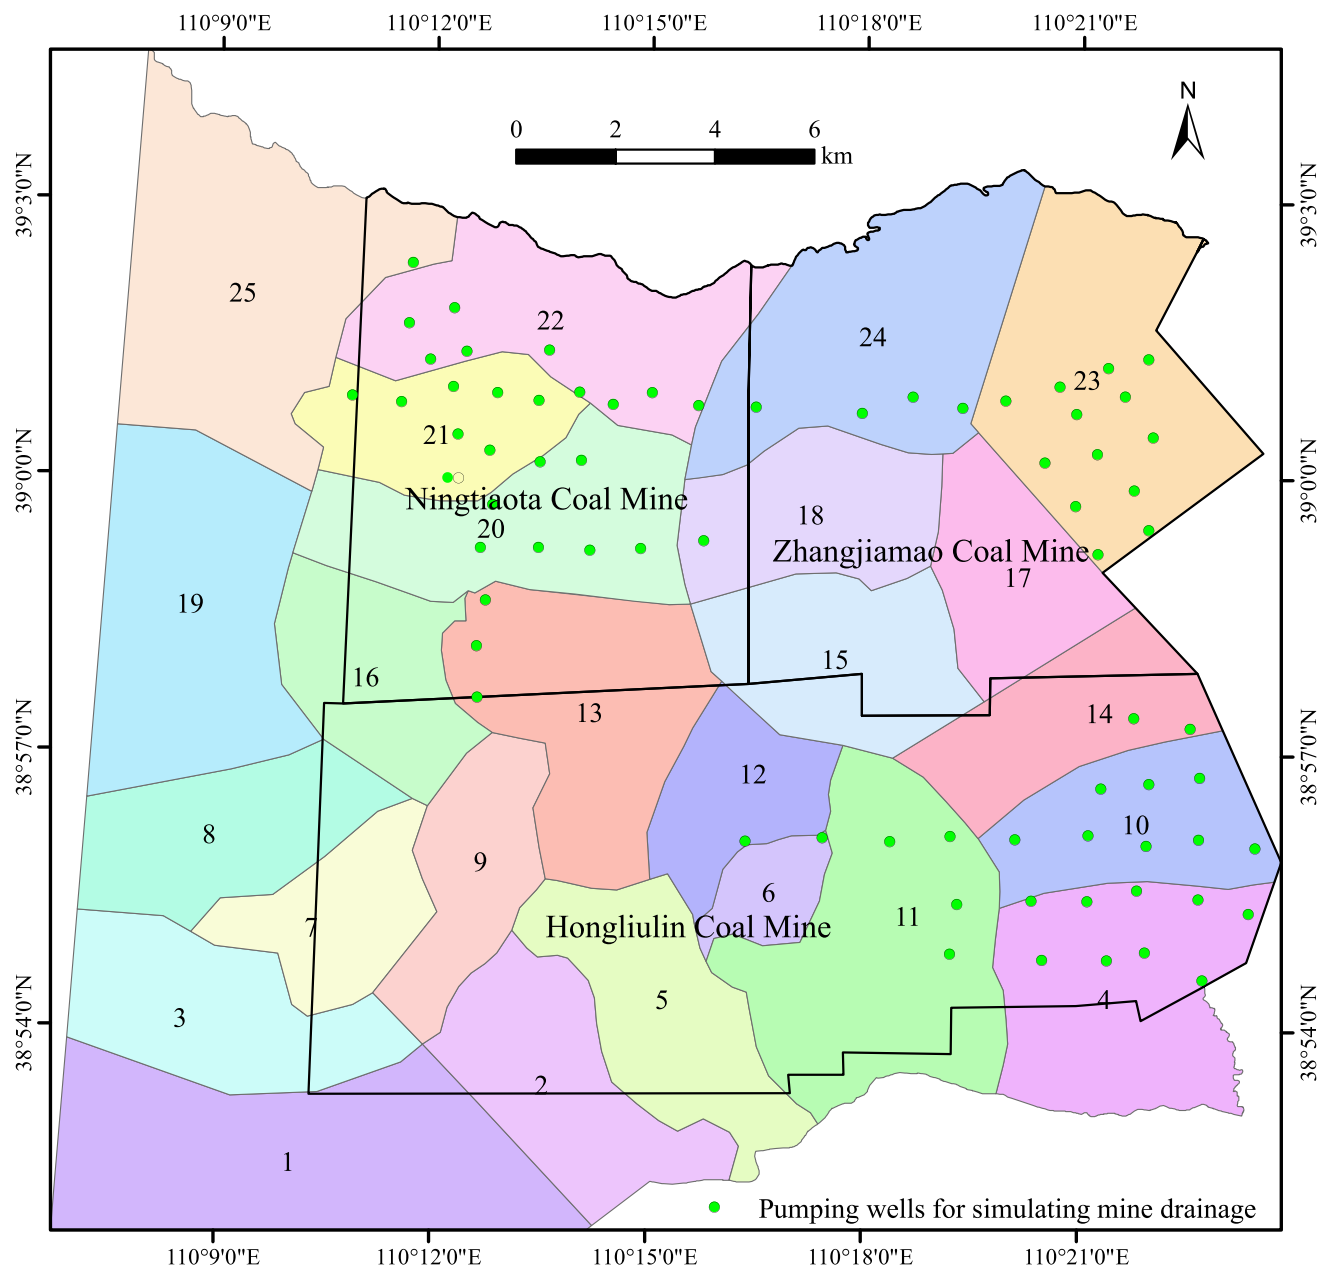 110°9'0"E 110°12'0"E 110°15'0"E 110°18'0"E 110°21'0"E
N
0 2 4 6
km
39°3'0"N
39°3'0"N
25
22
24
23
21
39°0'0"N
39°0'0"N
Ningtiaota Coal Mine
20
18
Zhangjiamao Coal Mine
17
19
16
15
13
14
38°57'0"N
38°57'0"N
12
8
10
9
6
7
11
Hongliulin Coal Mine
5
4
3
38°54'0"N
38°54'0"N
2
1
Pumping wells for simulating mine drainage
110°9'0"E 110°12'0"E 110°15'0"E 110°18'0"E 110°21'0"E